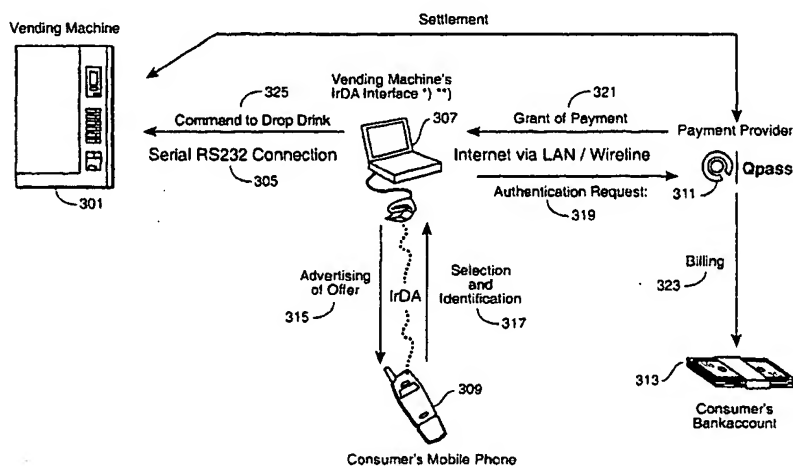 Settlement
Vending Machine
301
325
Command to Drop Drink
Serial RS232 Connection
305
Vending Machine's
IrDA Interface *) **)
307
321
Grant of Payment
Internet via LAN / Wireline
Authentication Request:
319
Payment Provider
311
Qpass
Advertising
of Offer
315
IrDA
Selection
and
Identification
317
Billing
323
309
Consumer's Mobile Phone
313
Consumer's
Bankaccount